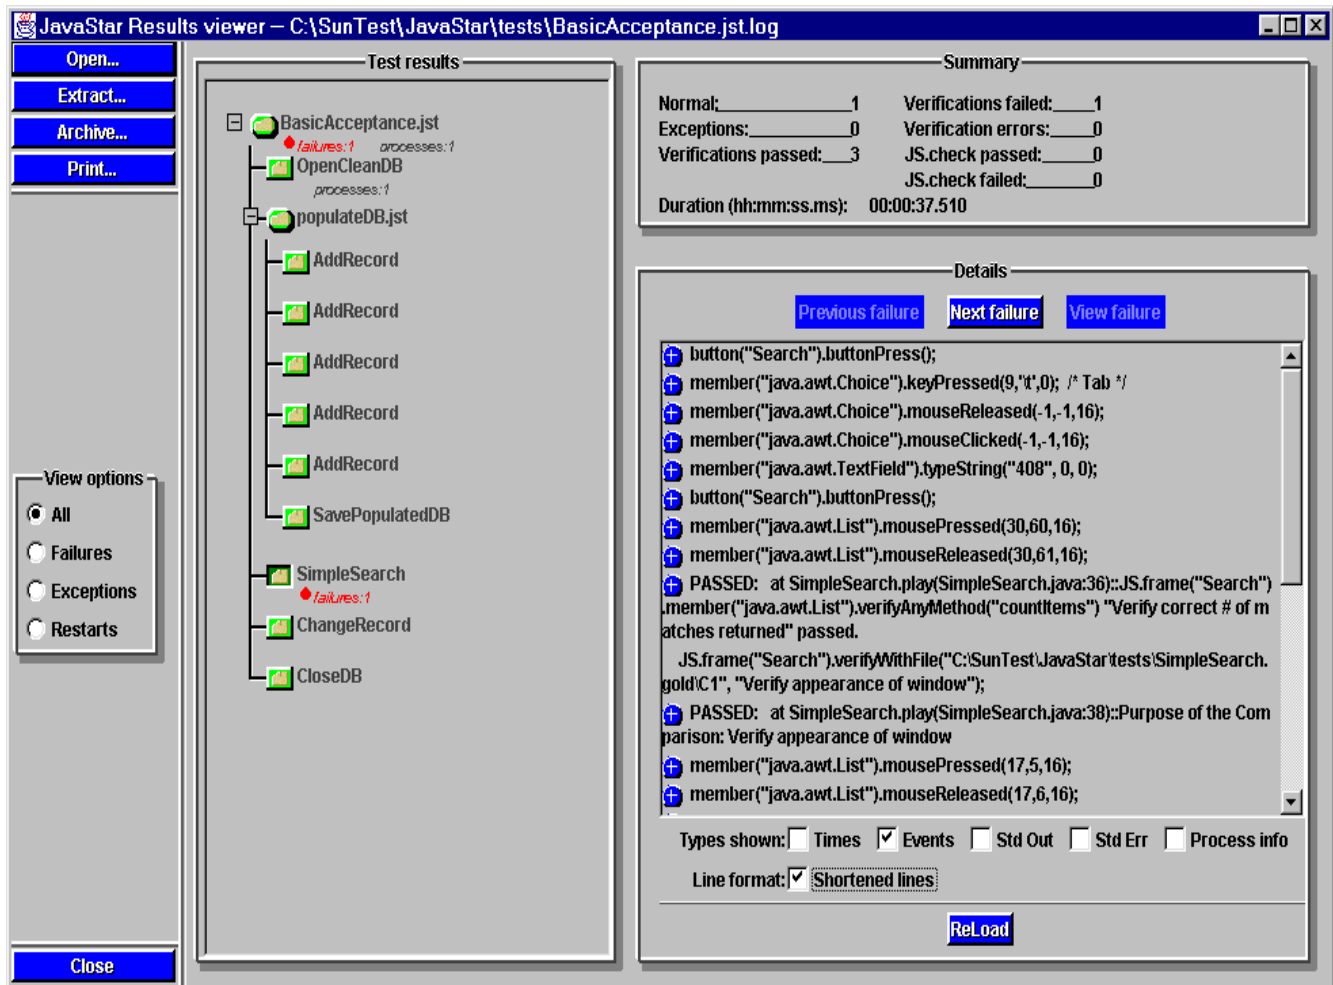 JavaStar Results viewer – C:\SunTest\JavaStar\tests\BasicAcceptance.jst.log
Open...
Extract...
Archive...
Print...
View options
All
Failures
Exceptions
Restarts
Close
Test results
BasicAcceptance.jst
failures:1 processes:1
OpenCleanDB
processes:1
populateDB.jst
AddRecord
AddRecord
AddRecord
AddRecord
AddRecord
SavePopulatedDB
SimpleSearch
failures:1
ChangeRecord
CloseDB
Summary
Normal: 1 Verifications failed: 1
Exceptions: 0 Verification errors: 0
Verifications passed: 3 JS.check passed: 0
JS.check failed: 0
Duration (hh:mm:ss.ms): 00:00:37.510
Details
Previous failure Next failure View failure
button("Search").buttonPress();
member("java.awt.Choice").keyPressed(9,'\t',0); /* Tab */
member("java.awt.Choice").mouseReleased(-1,-1,16);
member("java.awt.Choice").mouseClicked(-1,-1,16);
member("java.awt.TextField").typeString("408", 0, 0);
button("Search").buttonPress();
member("java.awt.List").mousePressed(30,60,16);
member("java.awt.List").mouseReleased(30,61,16);
PASSED: at SimpleSearch.play(SimpleSearch.java:36)::JS.frame("Search")
.member("java.awt.List").verifyAnyMethod("countItems") "Verify correct # of m
atches returned" passed.
JS.frame("Search").verifyWithFile("C:\SunTest\JavaStar\tests\SimpleSearch.
gold\C1", "Verify appearance of window");
PASSED: at SimpleSearch.play(SimpleSearch.java:38)::Purpose of the Com
parison: Verify appearance of window
member("java.awt.List").mousePressed(17,5,16);
member("java.awt.List").mouseReleased(17,6,16);
Types shown: Times Events Std Out Std Err Process info
Line format: Shortened lines
ReLoad